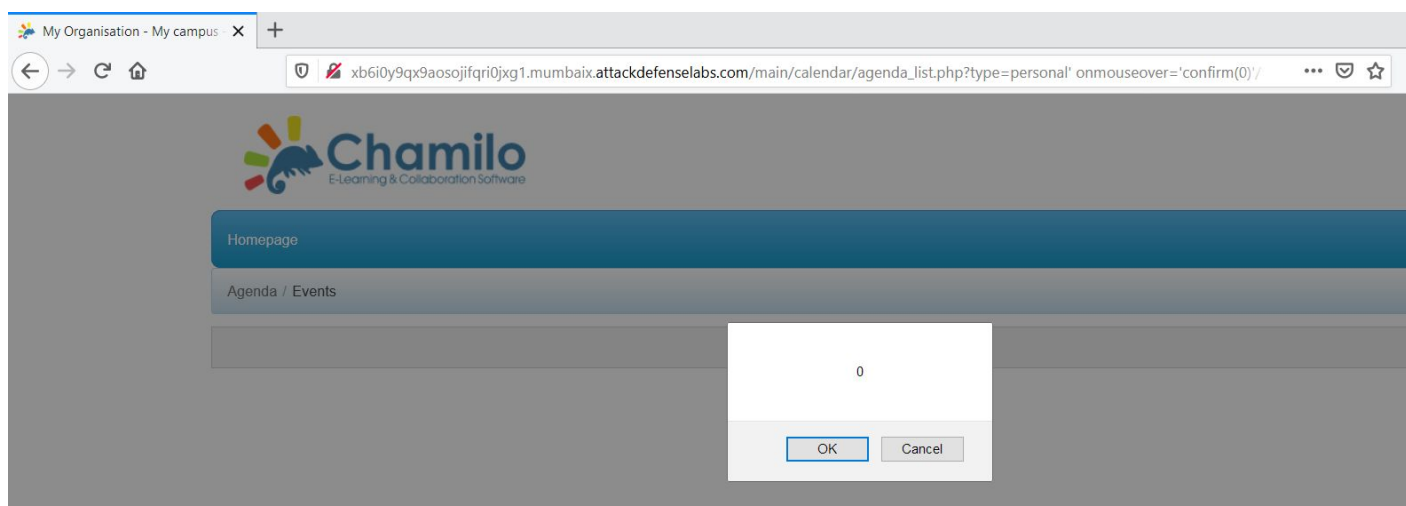 My Organisation - My campus
xb6i0y9qx9aosojifqri0jxg1.mumbaix.attackdefenselabs.com/main/calendar/agenda_list.php?type=personal' onmouseover='confirm(0)'/
Chamilo
E-Learning & Collaboration Software
Homepage
Agenda / Events
0
OK Cancel